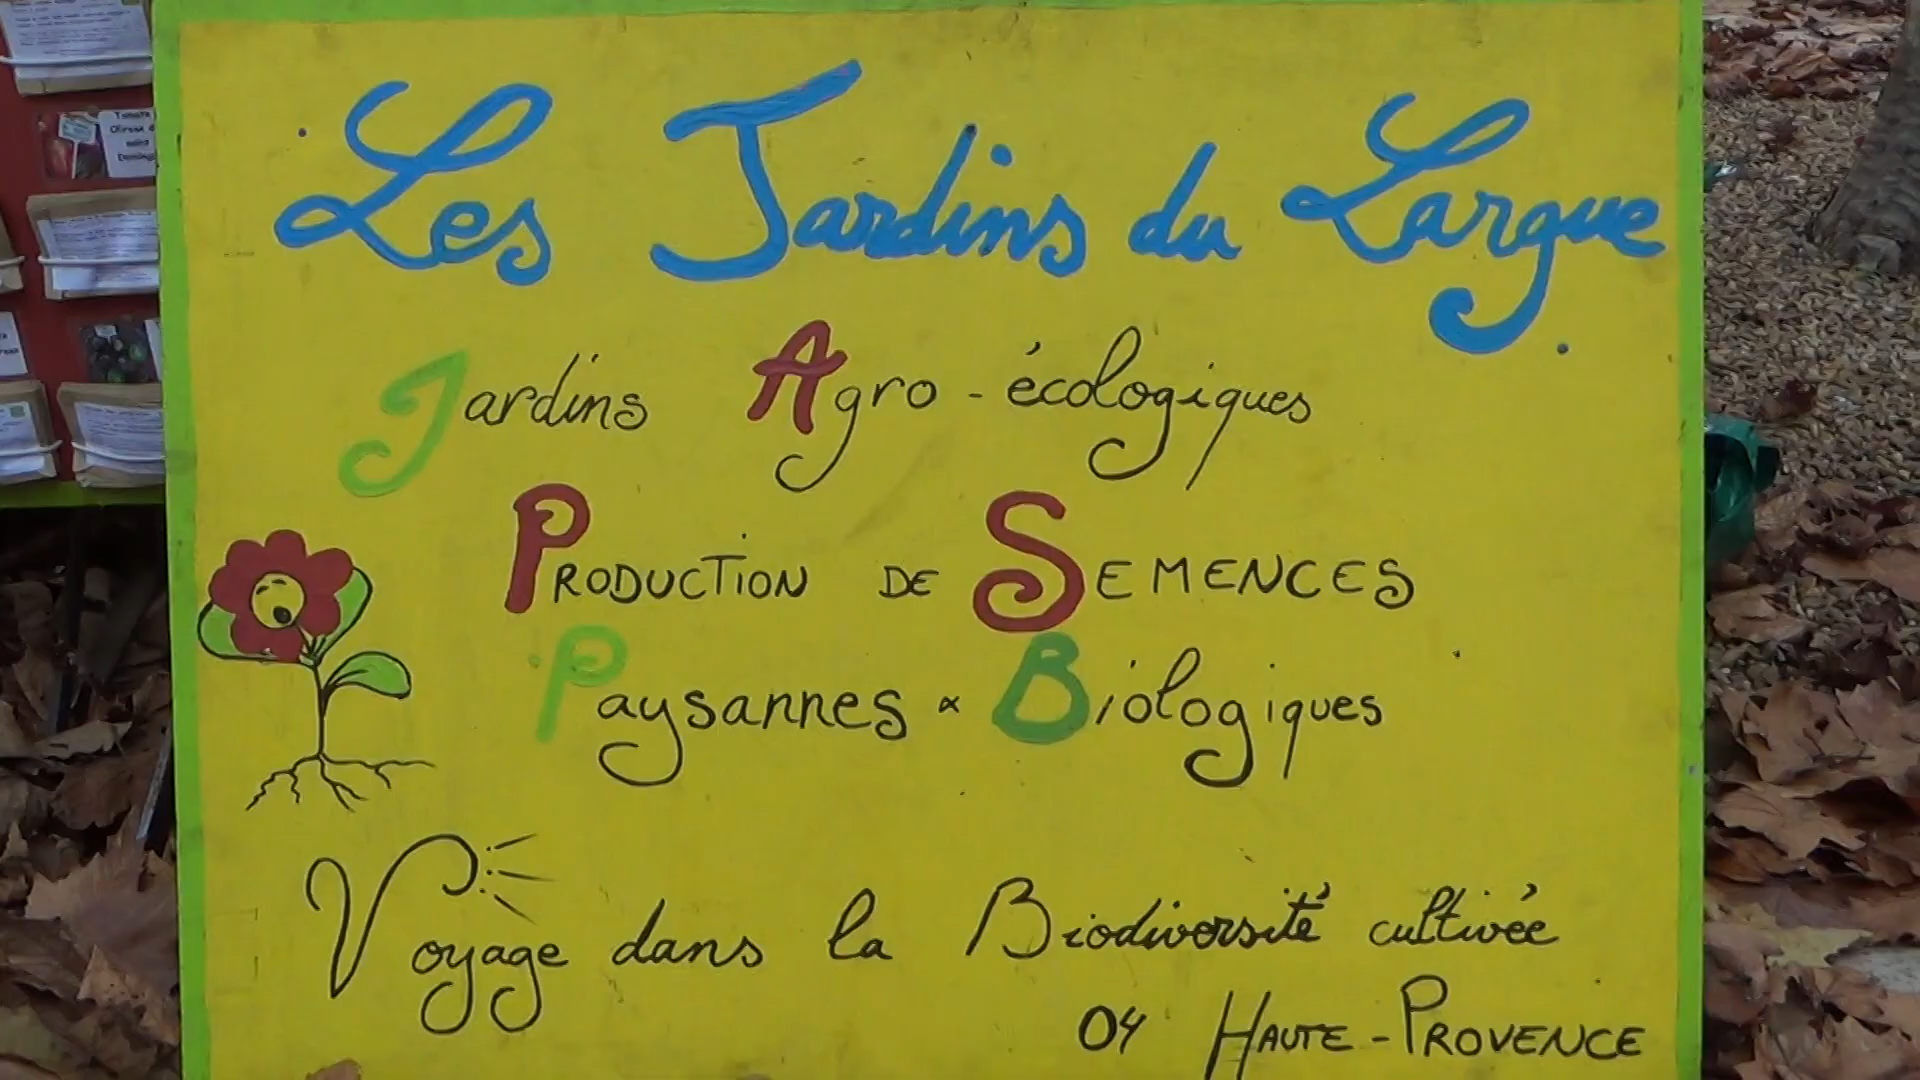 Les Jardins du Largue
Jardins Agro-écologiques
PRODUCTION DE SEMENCES
Paysannes & Biologiques
Voyage dans la Biodiversité cultivée
04 HAUTE-PROVENCE
Tomate